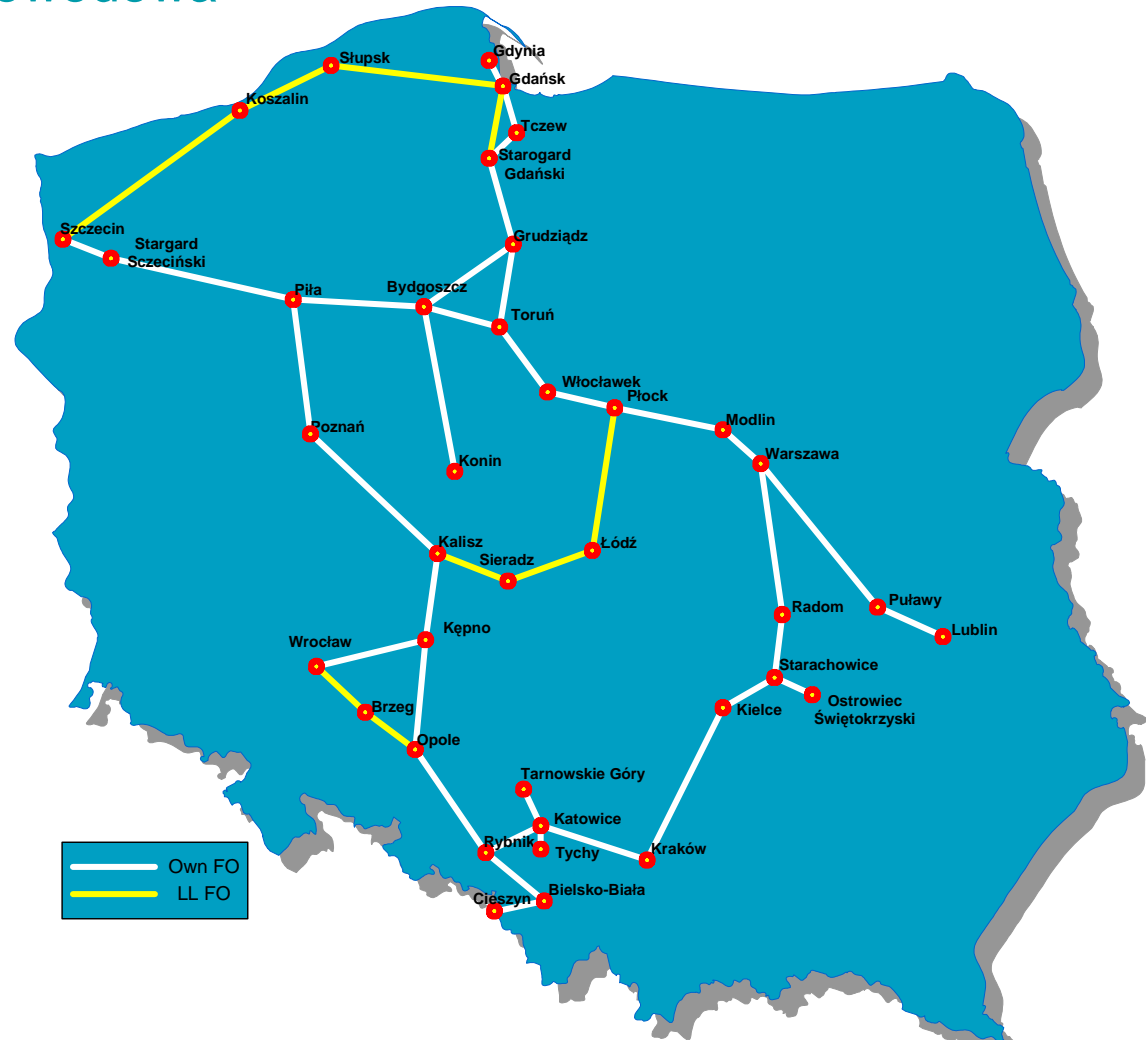 Gdynia
Słupsk
Gdańsk
Koszalin
Tczew
Starogard
Gdański
Szczecin
Stargard
Sczeciński
Grudziądz
Piła
Bydgoszcz
Toruń
Włocławek
Płock
Modlin
Poznań
Warszawa
Konin
Kalisz
Sieradz
Łódź
Puławy
Radom
Lublin
Kępno
Wrocław
Starachowice
Ostrowiec
Świętokrzyski
Brzeg
Kielce
Opole
Tarnowskie Góry
Katowice
Rybnik
Tychy
Kraków
Own FO
LL FO
Bielsko-Biała
Cieszyn